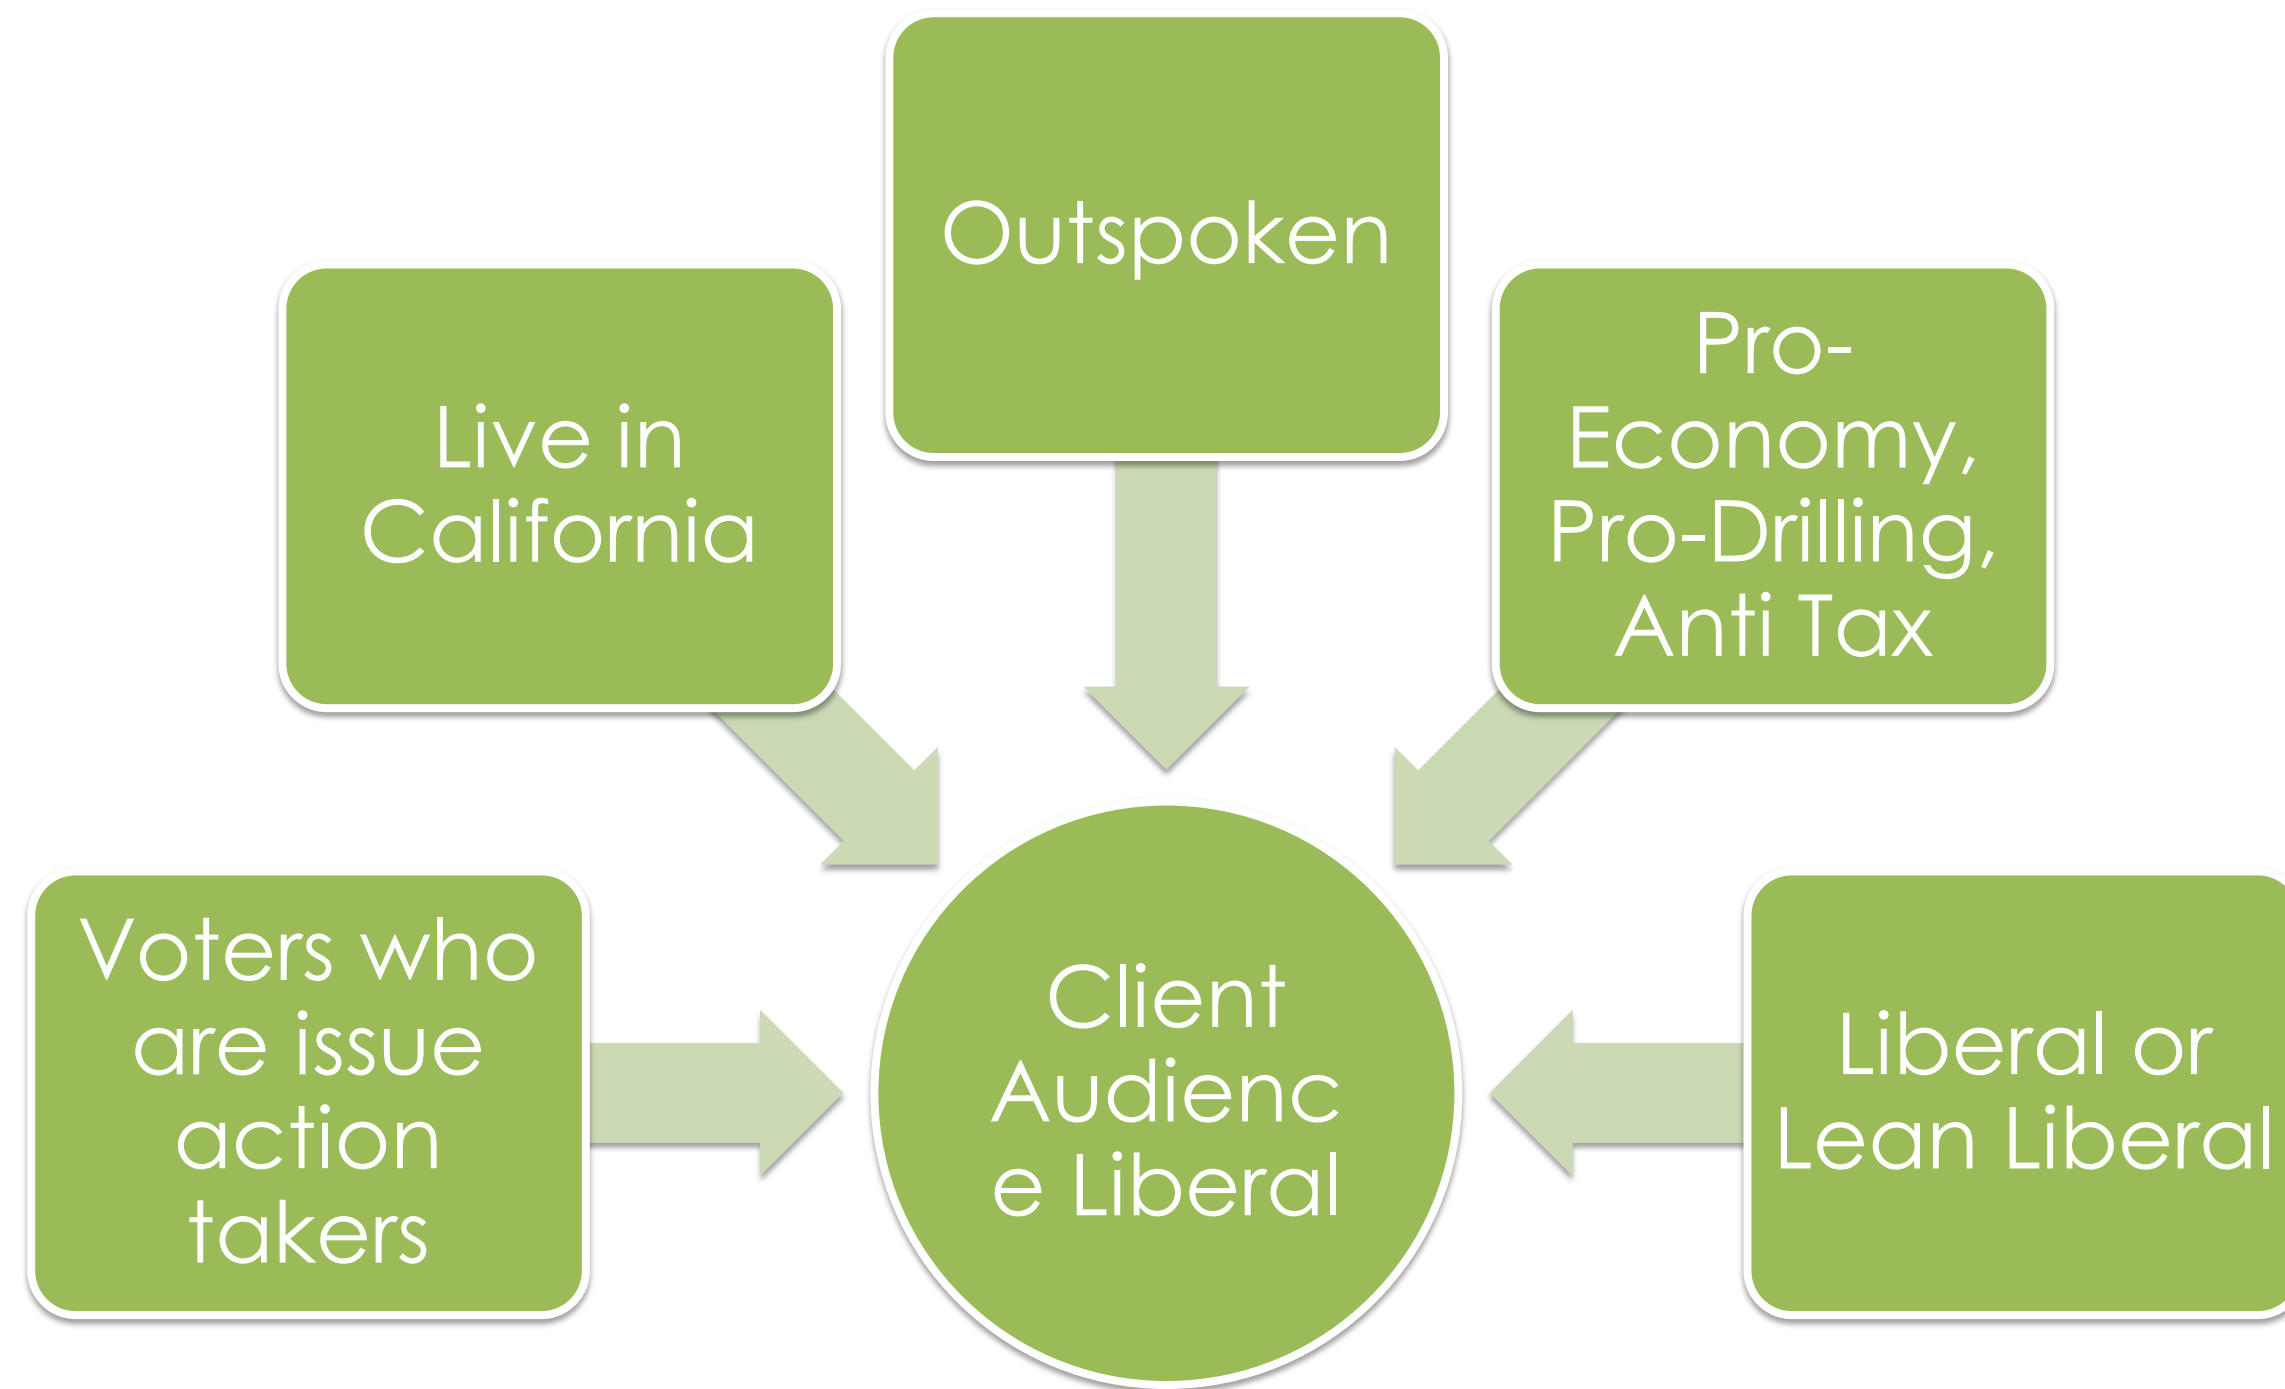 Outspoken
Live in
California
Pro-
Economy,
Pro-Drilling,
Anti Tax
Voters who
are issue
action
takers
Client
Audienc
e Liberal
Liberal or
Lean Liberal